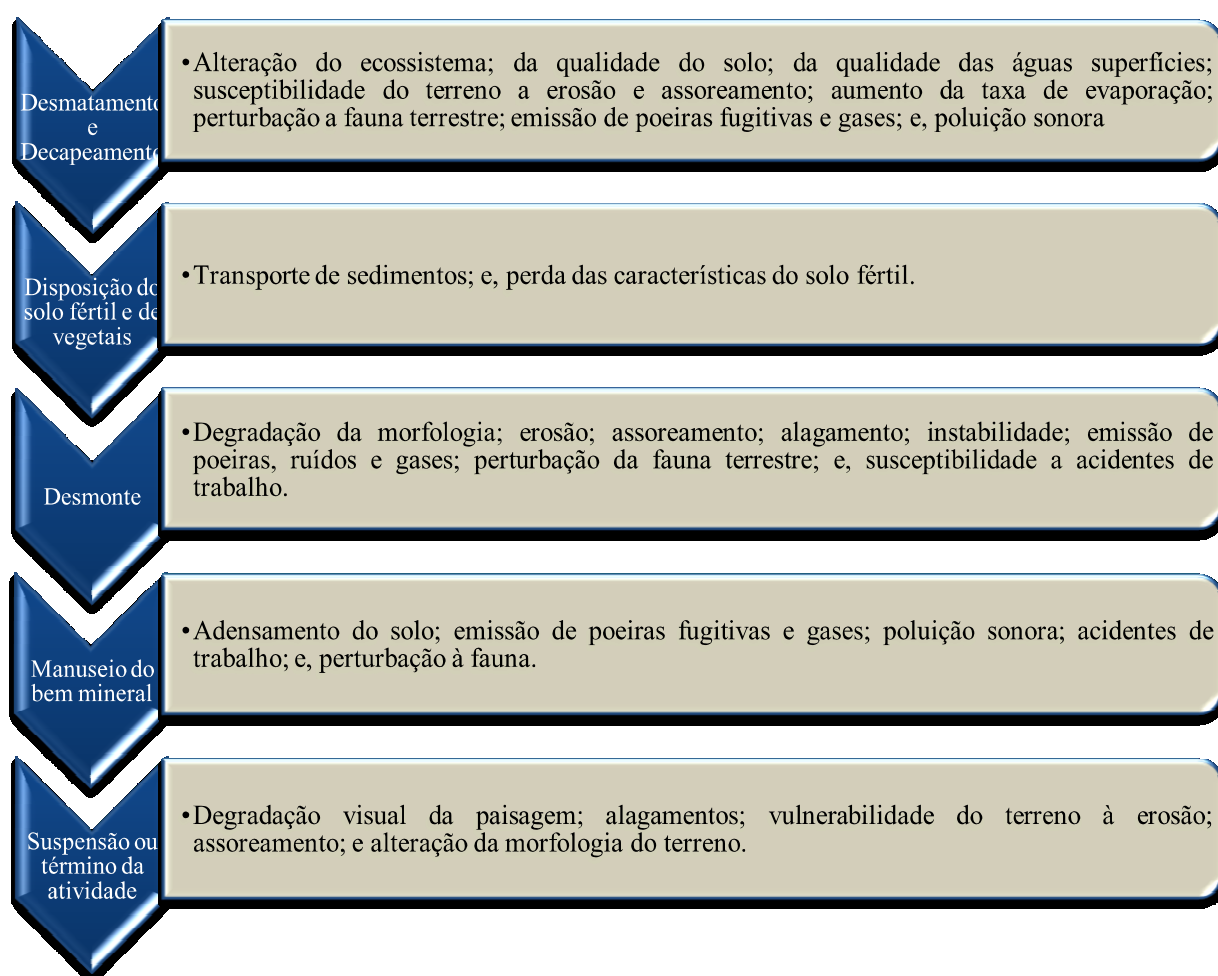 Desmatamento
e
Decapeamento
•Alteração do ecossistema; da qualidade do solo; da qualidade das águas superfícies;
susceptibilidade do terreno a erosão e assoreamento; aumento da taxa de evaporação;
perturbação a fauna terrestre; emissão de poeiras fugitivas e gases; e, poluição sonora
Disposição do
solo fértil e de
vegetais
•Transporte de sedimentos; e, perda das características do solo fértil.
Desmonte
•Degradação da morfologia; erosão; assoreamento; alagamento; instabilidade; emissão de
poeiras, ruídos e gases; perturbação da fauna terrestre; e, susceptibilidade a acidentes de
trabalho.
Manuseio do
bem mineral
•Adensamento do solo; emissão de poeiras fugitivas e gases; poluição sonora; acidentes de
trabalho; e, perturbação à fauna.
Suspensão ou
término da
atividade
•Degradação visual da paisagem; alagamentos; vulnerabilidade do terreno à erosão;
assoreamento; e alteração da morfologia do terreno.